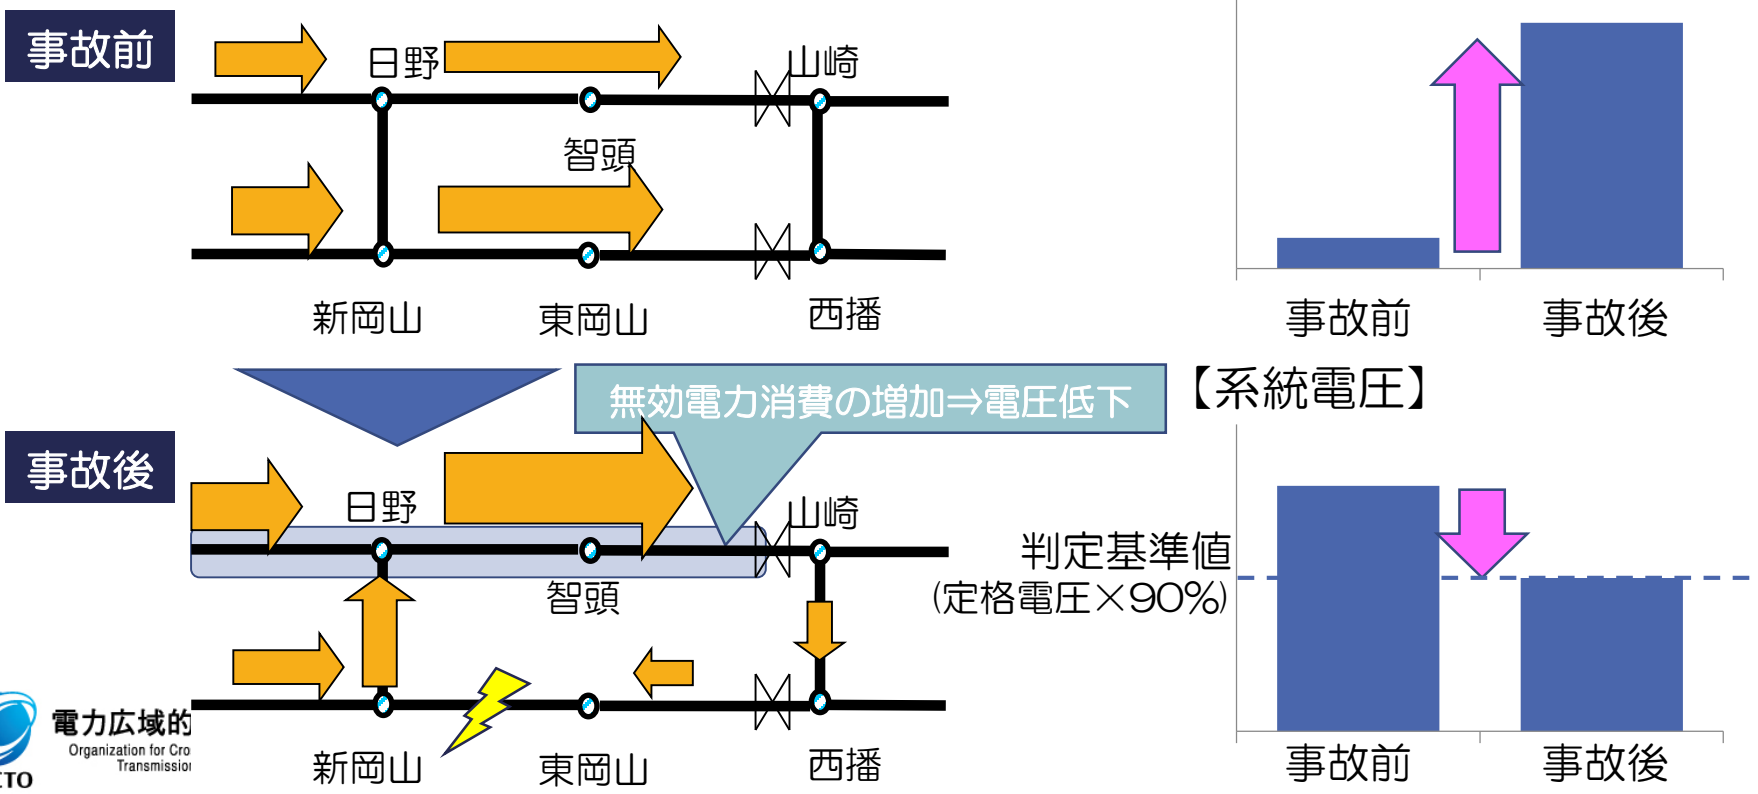 事故前
日野
山崎
智頭
新岡山
東岡山
西播
事故前
事故後
無効電力消費の増加⇒電圧低下
【系統電圧】
事故後
日野
山崎
智頭
判定基準値
(定格電圧×90%)
新岡山
東岡山
西播
事故前
事故後
電力広域的
Organization for Cro
Transmission
CTO